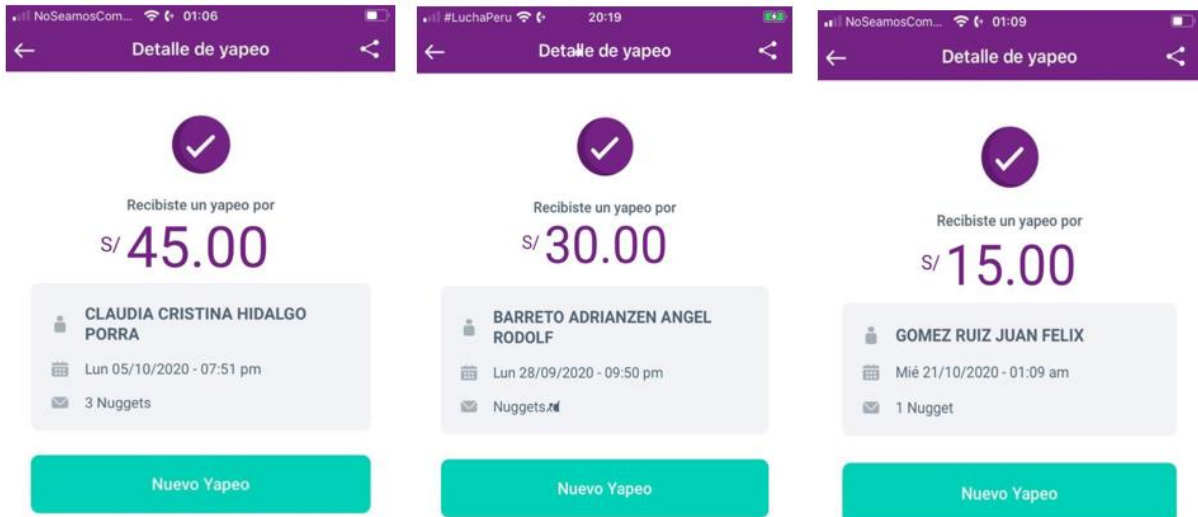 NoSeamosCom... 01:06
Detalle de yapeo
Recibiste un yapeo por
S/ 45.00
CLAUDIA CRISTINA HIDALGO
PORRA
Lun 05/10/2020 - 07:51 pm
3 Nuggets
Nuevo Yapeo
#LuchaPeru 20:19
Detalle de yapeo
Recibiste un yapeo por
S/ 30.00
BARRETO ADRIANZEN ANGEL
RODOLF
Lun 28/09/2020 - 09:50 pm
Nuggets
Nuevo Yapeo
NoSeamosCom... 01:09
Detalle de yapeo
Recibiste un yapeo por
S/ 15.00
GOMEZ RUIZ JUAN FELIX
Mié 21/10/2020 - 01:09 am
1 Nugget
Nuevo Yapeo